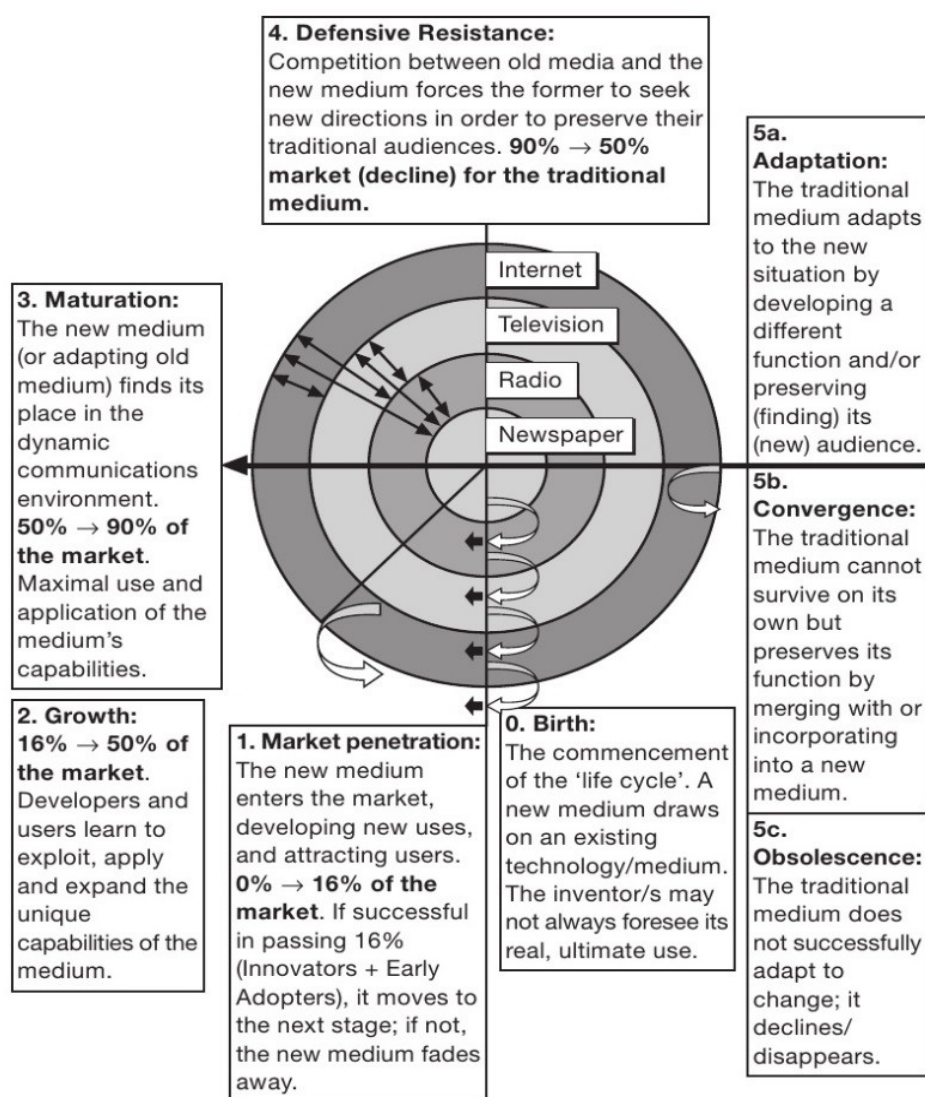 4. Defensive Resistance:
Competition between old media and the
new medium forces the former to seek
new directions in order to preserve their
traditional audiences. 90% → 50%
market (decline) for the traditional
medium.
5a.
Adaptation:
The traditional
medium adapts
to the new
situation by
developing a
different
function and/or
preserving
(finding) its
(new) audience.
Internet
Television
Radio
Newspaper
3. Maturation:
The new medium
(or adapting old
medium) finds its
place in the
dynamic
communications
environment.
50% → 90% of
the market.
Maximal use and
application of the
medium's
capabilities.
5b.
Convergence:
The traditional
medium cannot
survive on its
own but
preserves its
function by
merging with or
incorporating
into a new
medium.
2. Growth:
16% → 50% of
the market.
Developers and
users learn to
exploit, apply
and expand the
unique
capabilities of the
medium.
1. Market penetration:
The new medium
enters the market,
developing new uses,
and attracting users.
0% → 16% of the
market. If successful
in passing 16%
(Innovators + Early
Adopters), it moves to
the next stage; if not,
the new medium fades
away.
0. Birth:
The commencement
of the 'life cycle'. A
new medium draws
on an existing
technology/medium.
The inventor/s may
not always foresee its
real, ultimate use.
5c.
Obsolescence:
The traditional
medium does
not successfully
adapt to
change; it
declines/
disappears.